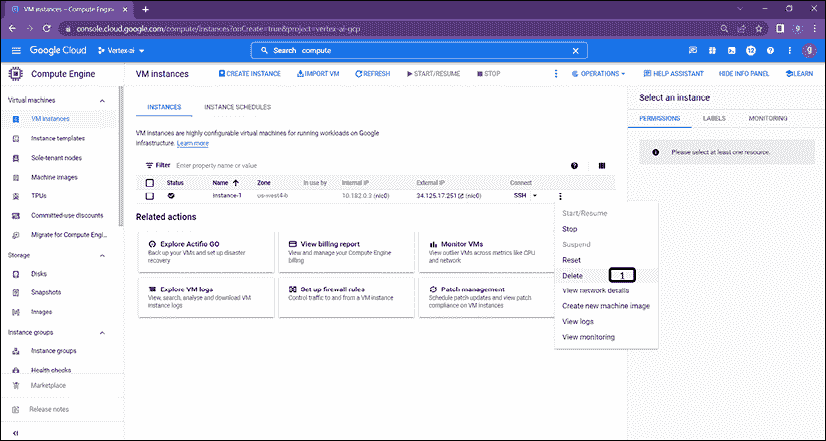 VM instances – Compute Engine
console.cloud.google.com/compute/instances?onCreate=true&project=vertex-ai-gcp
Google Cloud
Vertex-ai
Search compute
12
g
Compute Engine
VM instances
CREATE INSTANCE
IMPORT VM
REFRESH
START/RESUME
STOP
OPERATIONS
HELP ASSISTANT
HIDE INFO PANEL
LEARN
Virtual machines
VM instances
Instance templates
Sole-tenant nodes
Machine images
TPUs
Committed-use discounts
Migrate for Compute Engi...
Storage
Disks
Snapshots
Images
Instance groups
Instance groups
Health checks
Marketplace
Release notes
INSTANCES
INSTANCE SCHEDULES
VM instances are highly configurable virtual machines for running workloads on Google
infrastructure. Learn more
Filter Enter property name or value
Status Name Zone In use by Internal IP External IP Connect
instance-1 us-west4-b 10.182.0.2 (nic0) 34.125.17.251 (nic0) SSH
Related actions
Explore Actifio GO
Back up your VMs and set up disaster
recovery
View billing report
View and manage your Compute Engine
billing
Monitor VMs
View outlier VMs across metrics like CPU
and network
Explore VM logs
View, search, analyse and download VM
instance logs
Set up firewall rules
Control traffic to and from a VM instance
Patch management
Schedule patch updates and view patch
compliance on VM instances
Start/Resume
Stop
Suspend
Reset
Delete
1
View network details
Create new machine image
View logs
View monitoring
Select an instance
PERMISSIONS
LABELS
MONITORING
Please select at least one resource.